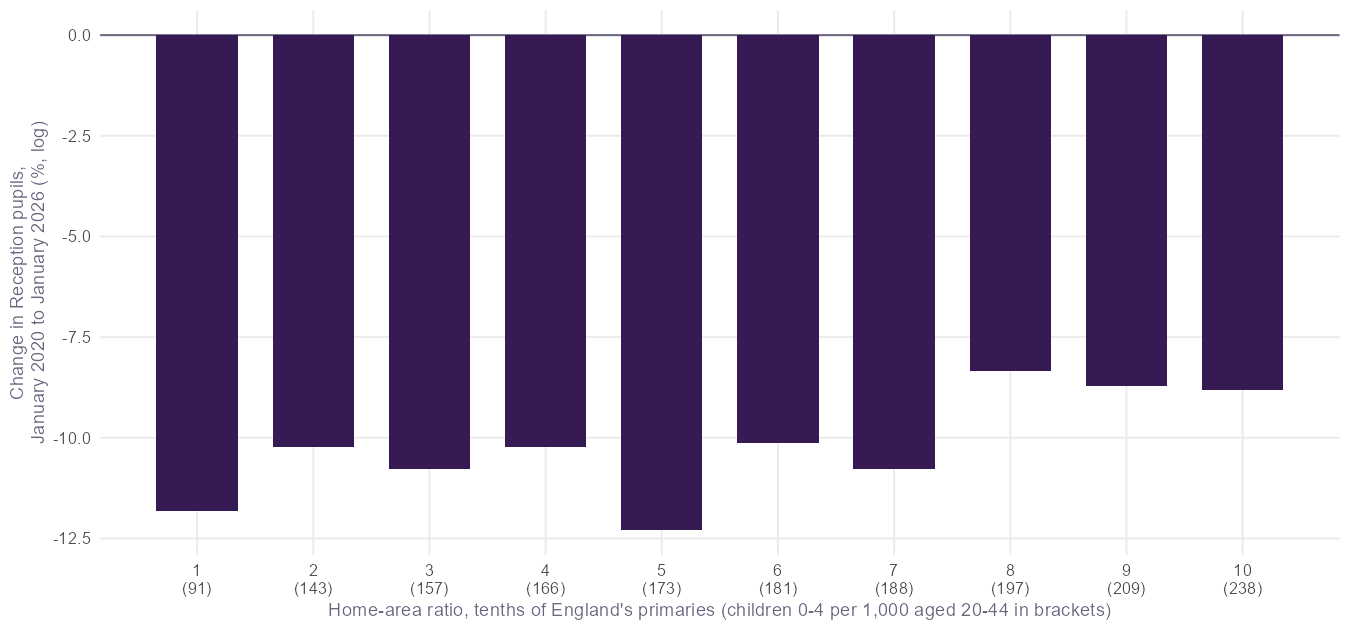 Change in Reception pupils,
January 2020 to January 2026 (%, log)
0.0
-2.5
-5.0
-7.5
-10.0
-12.5
1 2 3 4 5 6 7 8 9 10
(91) (143) (157) (166) (173) (181) (188) (197) (209) (238)
Home-area ratio, tenths of England's primaries (children 0-4 per 1,000 aged 20-44 in brackets)